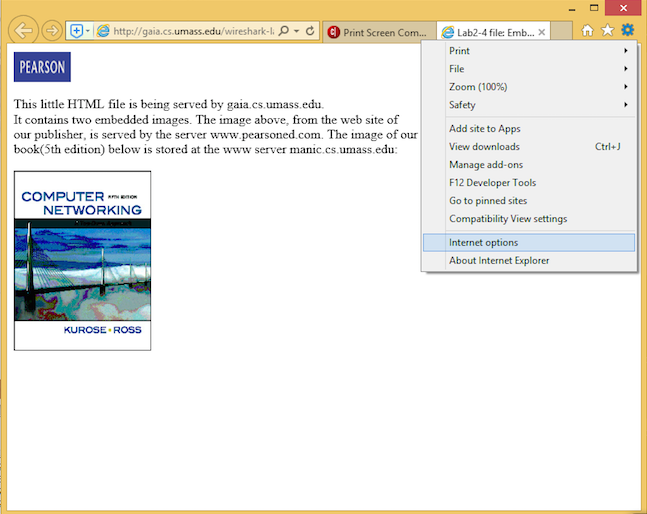 http://gaia.cs.umass.edu/wireshark-l
Print Screen Com...
Lab2-4 file: Emb...
PEARSON
This little HTML file is being served by gaia.cs.umass.edu.
It contains two embedded images. The image above, from the web site of
our publisher, is served by the server www.pearsoned.com. The image of our
book(5th edition) below is stored at the www server manic.cs.umass.edu:
COMPUTER FIFTH EDITION
NETWORKING
KUROSE • ROSS
Print
File
Zoom (100%)
Safety
Add site to Apps
View downloads Ctrl+J
Manage add-ons
F12 Developer Tools
Go to pinned sites
Compatibility View settings
Internet options
About Internet Explorer